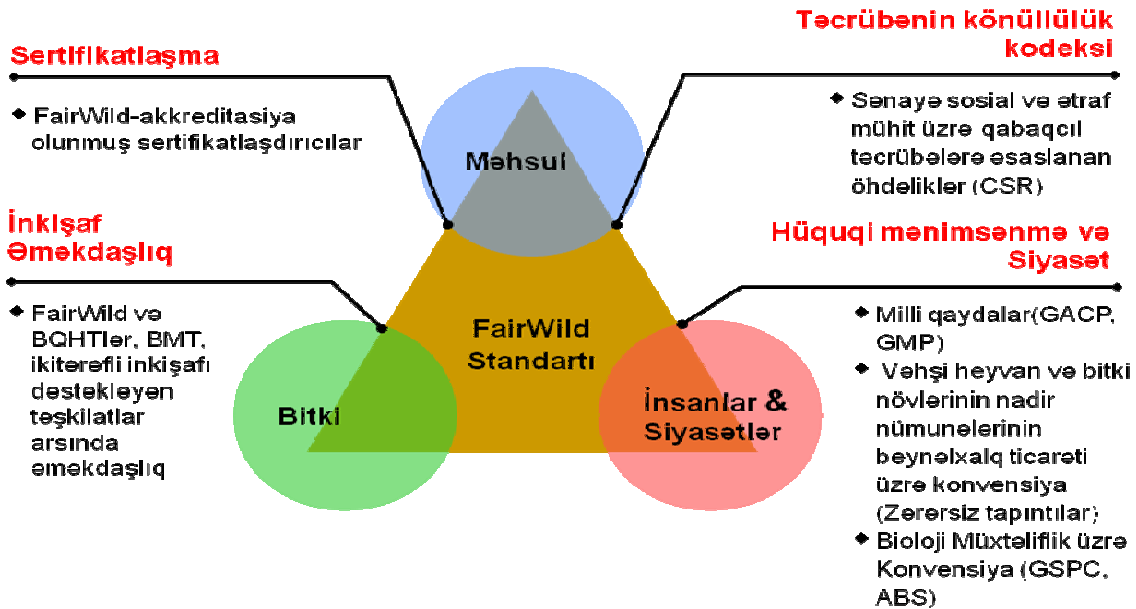 Sertifikatlaşma
◆ FairWild-akkreditasiya
olunmuş sertifikatlaşdırıcılar
İnkişaf
Əməkdaşlıq
◆ FairWild və
BQHTlər, BMT,
ikitərəfli inkişafı
dəstəkləyən
təşkilatlar
arsında
əməkdaşlıq
Məhsul
FairWild
Standartı
Bitki
İnsanlar &
Siyasətlər
Təcrübənin könüllülük
kodeksi
◆ Sənayə sosial və ətraf
mühit üzrə qabaqcıl
təcrübələrə əsaslanan
öhdəliklər (CSR)
Hüquqi mənimsənmə və
Siyasət
◆ Milli qaydalar(GACP,
GMP)
◆ Vəhşi heyvan və bitki
növlərinin nadir
nümunələrinin
beynəlxalq ticarəti
üzrə konvensiya
(Zərərsiz tapıntılar)
◆ Bioloji Müxtəliflik üzrə
Konvensiya (GSPC,
ABS)